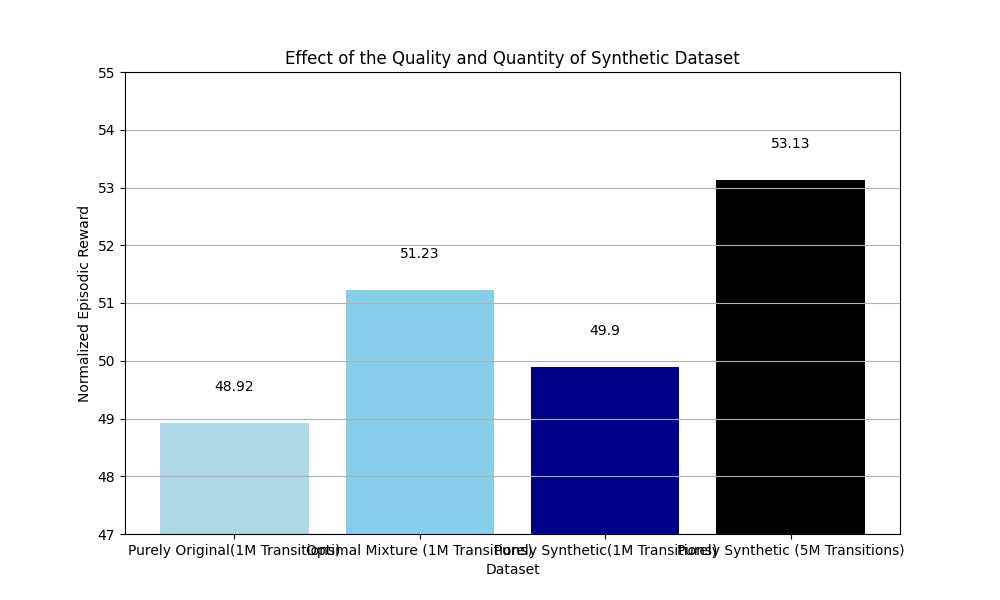 Effect of the Quality and Quantity of Synthetic Dataset
55
54
53
52
51
50
49
48
47
Normalized Episodic Reward
48.92
51.23
49.9
53.13
Purely Original(1M Transitions)
Optimal Mixture (1M Transitions)
Purely Synthetic(1M Transitions)
Purely Synthetic (5M Transitions)
Dataset